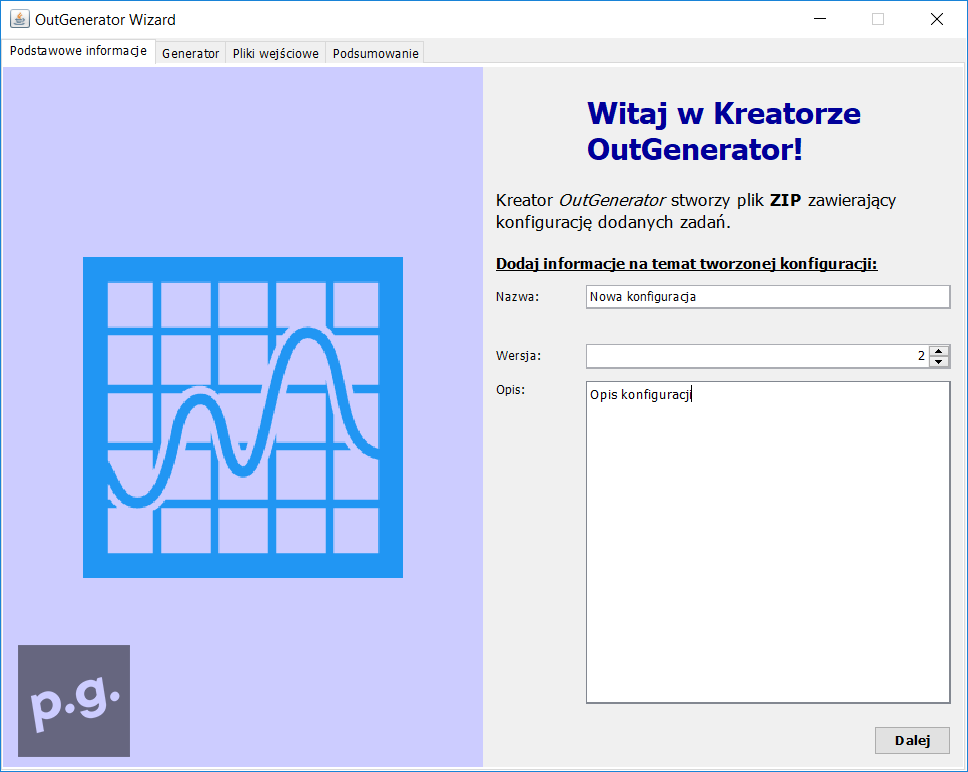 OutGenerator Wizard
Podstawowe informacje
Generator
Pliki wejściowe
Podsumowanie
Witaj w Kreatorze
OutGenerator!
Kreator OutGenerator stworzy plik ZIP zawierający
konfigurację dodanych zadań.
Dodaj informacje na temat tworzonej konfiguracji:
Nazwa:
Nowa konfiguracja
Wersja:
2
Opis:
Opis konfiguracji
p.g.
Dalej